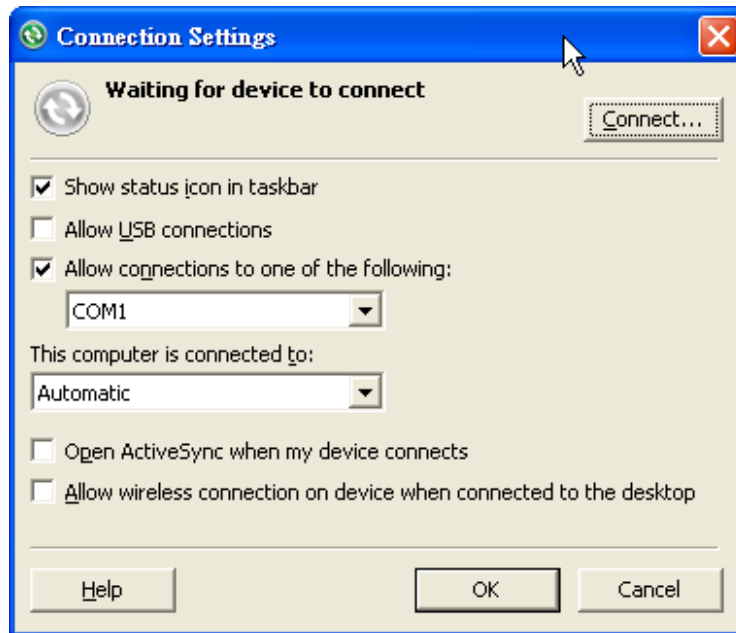 Connection Settings
Waiting for device to connect
Connect...
Show status icon in taskbar
Allow USB connections
Allow connections to one of the following:
COM1
This computer is connected to:
Automatic
Open ActiveSync when my device connects
Allow wireless connection on device when connected to the desktop
Help OK Cancel